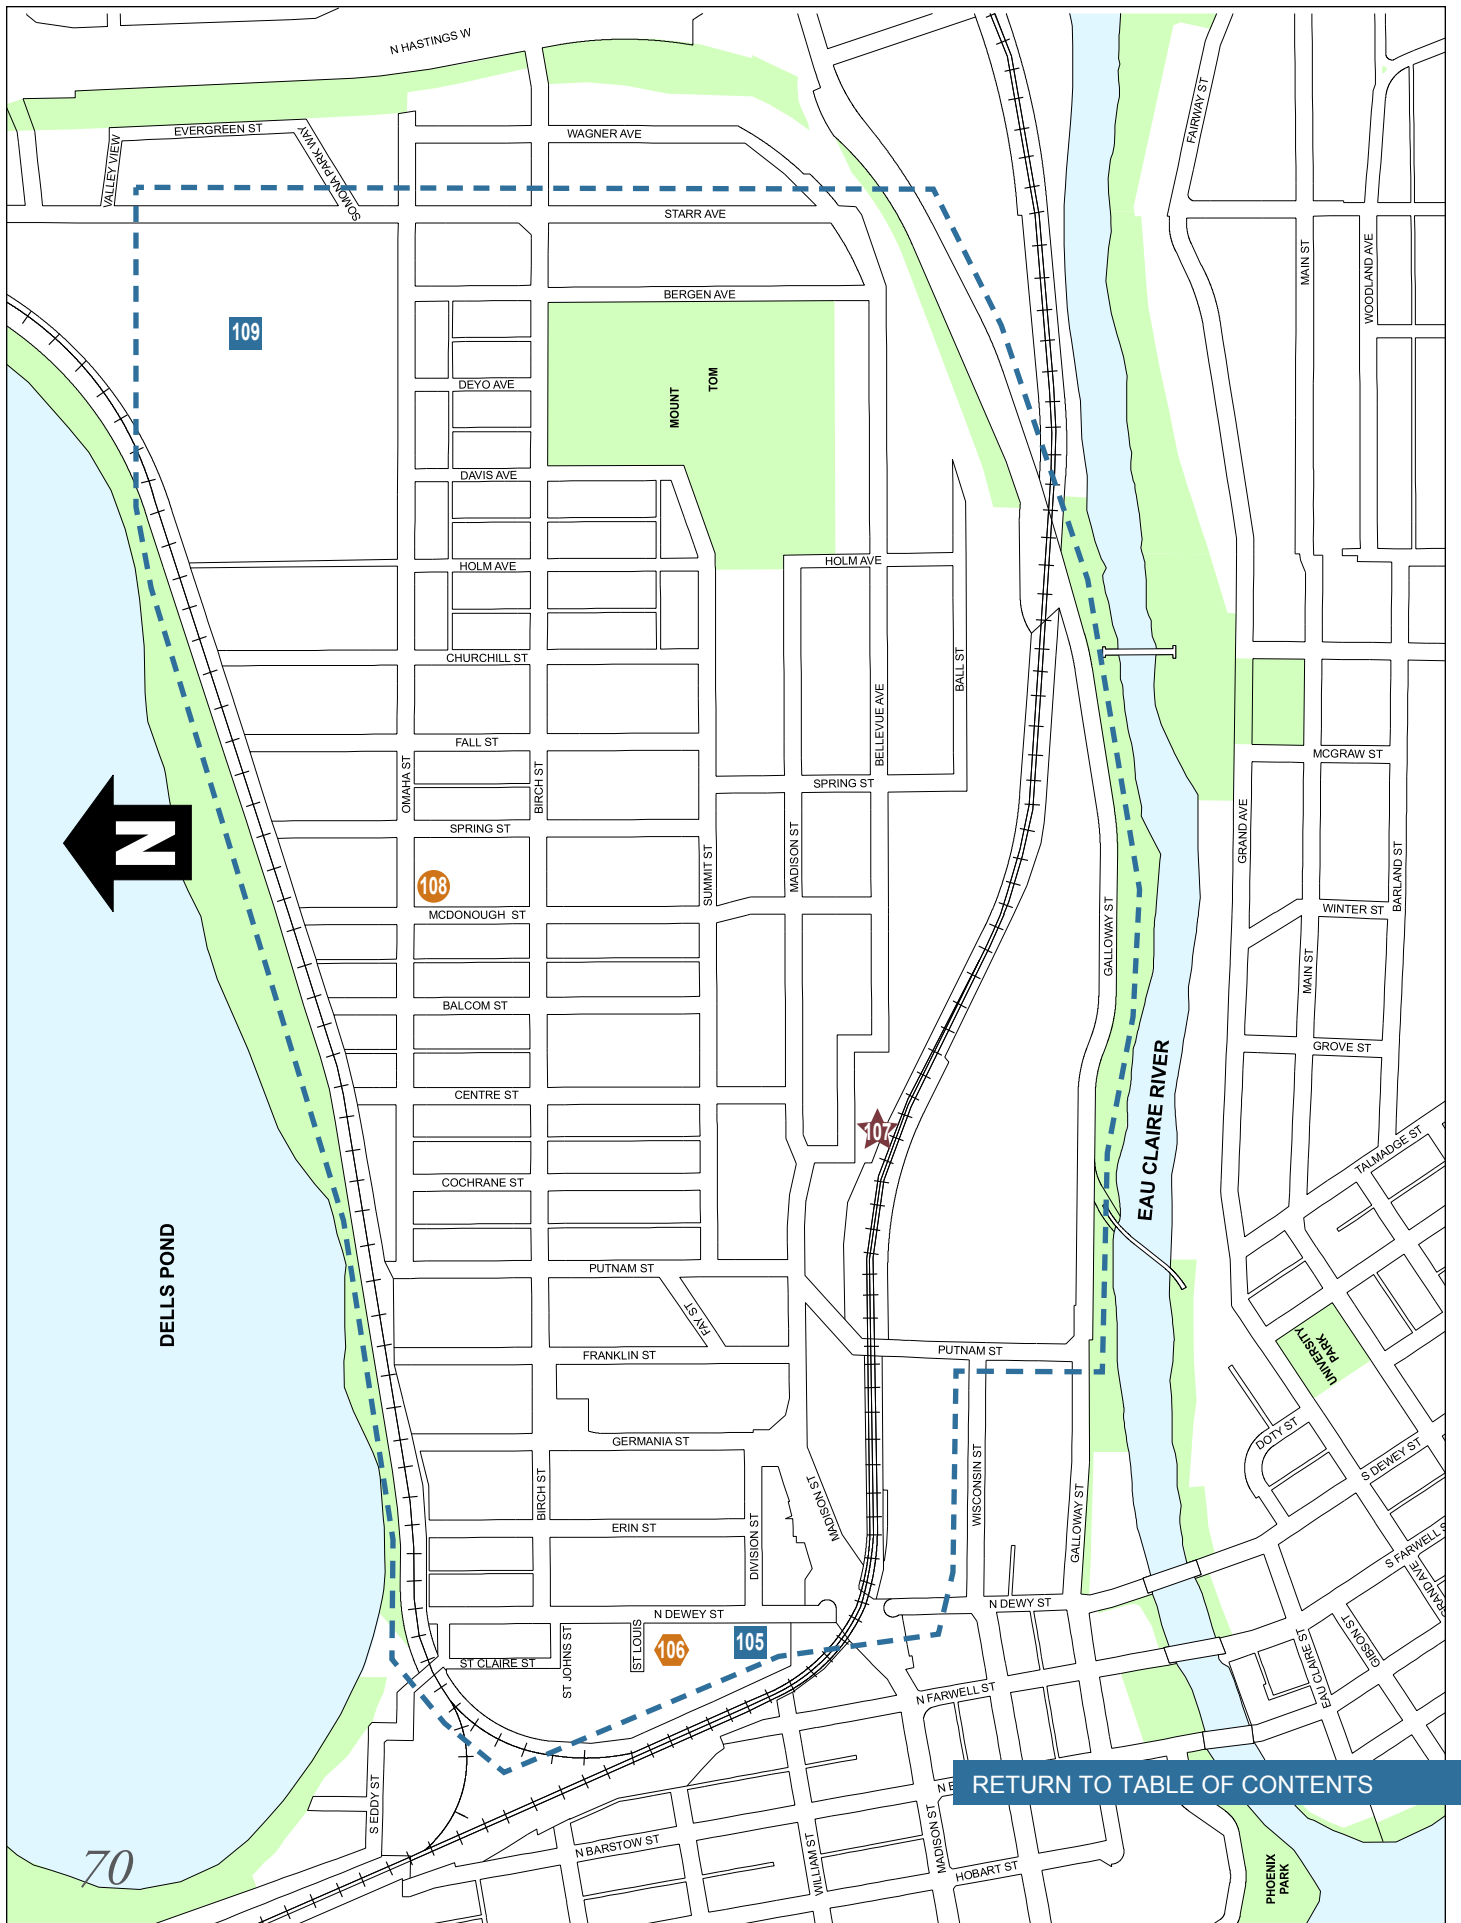 N HASTINGS W
EVERGREEN ST
VALLEY VIEW
SOMONA PARK WAY
WAGNER AVE
FAIRWAY ST
STARR AVE
MAIN ST
WOODLAND AVE
BERGEN AVE
109
DEYO AVE
MOUNT
TOM
DAVIS AVE
HOLM AVE
HOLM AVE
CHURCHILL ST
BALL ST
BELLEVUE AVE
FALL ST
MCGRAW ST
OMAHA ST
BIRCH ST
SPRING ST
SPRING ST
N
GRAND AVE
MADISON ST
SUMMIT ST
BARLAND ST
108
MCDONOUGH ST
WINTER ST
GALLOWAY ST
MAIN ST
BALCOM ST
GROVE ST
CENTRE ST
107
EAU CLAIRE RIVER
TALMADGE ST
COCHRANE ST
DELLS POND
PUTNAM ST
FAY ST
FRANKLIN ST
PUTNAM ST
UNIVERSITY
PARK
GERMANIA ST
DOTY ST
S DEWEY ST
BIRCH ST
MADISON ST
WISCONSIN ST
ERIN ST
DIVISION ST
GALLOWAY ST
S FARWELL S
GRAND AVE
N DEWEY ST
N DEWY ST
ST LOUIS
ST JOHNS ST
106
105
ST CLAIRE ST
EAU CLAIRE ST
GIBSON ST
N FARWELL ST
N E
RETURN TO TABLE OF CONTENTS
S EDDY ST
N BARSTOW ST
WILLIAM ST
MADISON ST
HOBART ST
PHOENIX
PARK
70